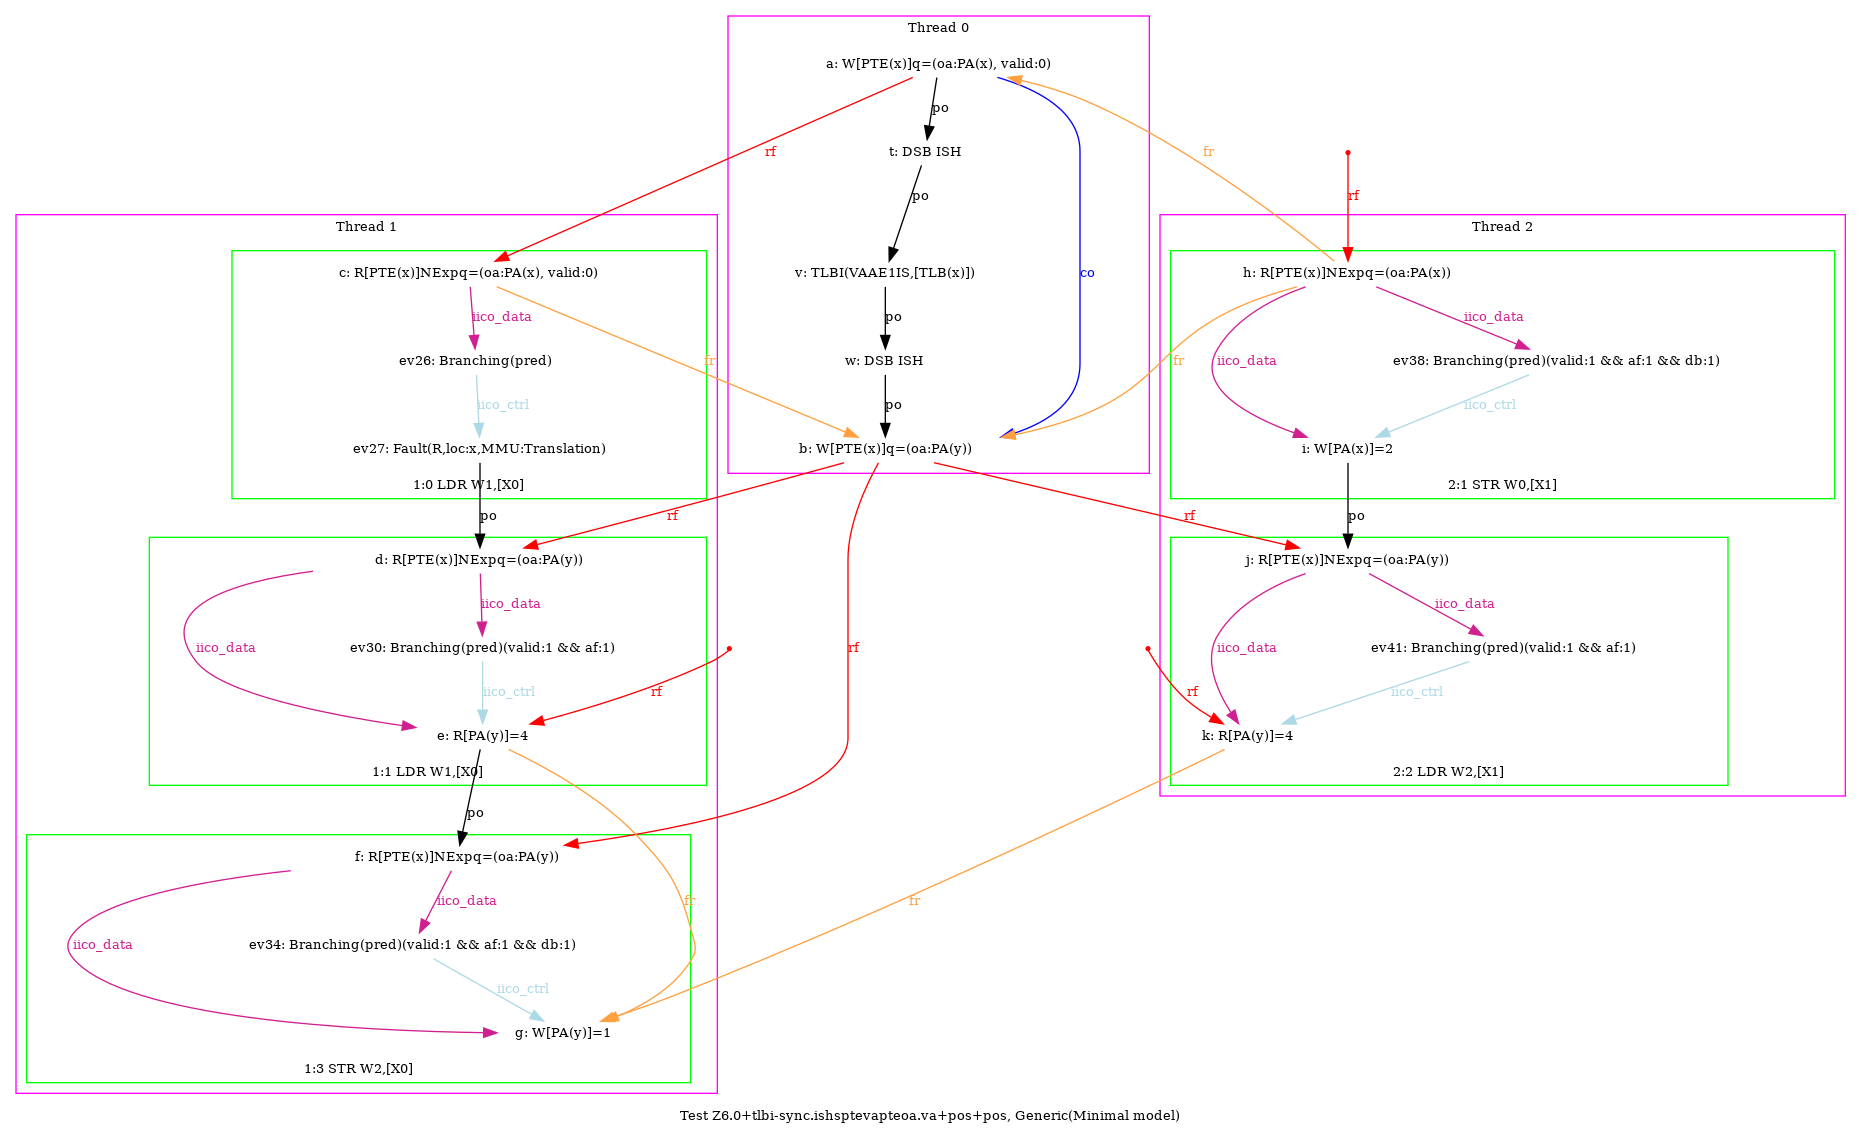 Thread 0
a: W[PTE(x)]q=(oa:PA(x), valid:0)
po
t: DSB ISH
rf
fr
rf
po
Thread 1
Thread 2
c: R[PTE(x)]NExpq=(oa:PA(x), valid:0)
v: TLBI(VAAE1IS,[TLB(x)])
co
h: R[PTE(x)]NExpq=(oa:PA(x))
iico_data
po
iico_data
ev26: Branching(pred)
fr
w: DSB ISH
fr
iico_data
ev38: Branching(pred)(valid:1 && af:1 && db:1)
iico_ctrl
po
iico_ctrl
ev27: Fault(R,loc:x,MMU:Translation)
b: W[PTE(x)]q=(oa:PA(y))
i: W[PA(x)]=2
1:0 LDR W1,[X0]
2:1 STR W0,[X1]
po
rf
rf
po
d: R[PTE(x)]NExpq=(oa:PA(y))
j: R[PTE(x)]NExpq=(oa:PA(y))
iico_data
iico_data
iico_data
ev30: Branching(pred)(valid:1 && af:1)
rf
iico_data
ev41: Branching(pred)(valid:1 && af:1)
iico_ctrl
rf
rf
iico_ctrl
e: R[PA(y)]=4
k: R[PA(y)]=4
1:1 LDR W1,[X0]
2:2 LDR W2,[X1]
po
f: R[PTE(x)]NExpq=(oa:PA(y))
iico_data
fr
fr
iico_data
ev34: Branching(pred)(valid:1 && af:1 && db:1)
iico_ctrl
g: W[PA(y)]=1
1:3 STR W2,[X0]
Test Z6.0+tlbi-sync.ishsptevapteoa.va+pos+pos, Generic(Minimal model)